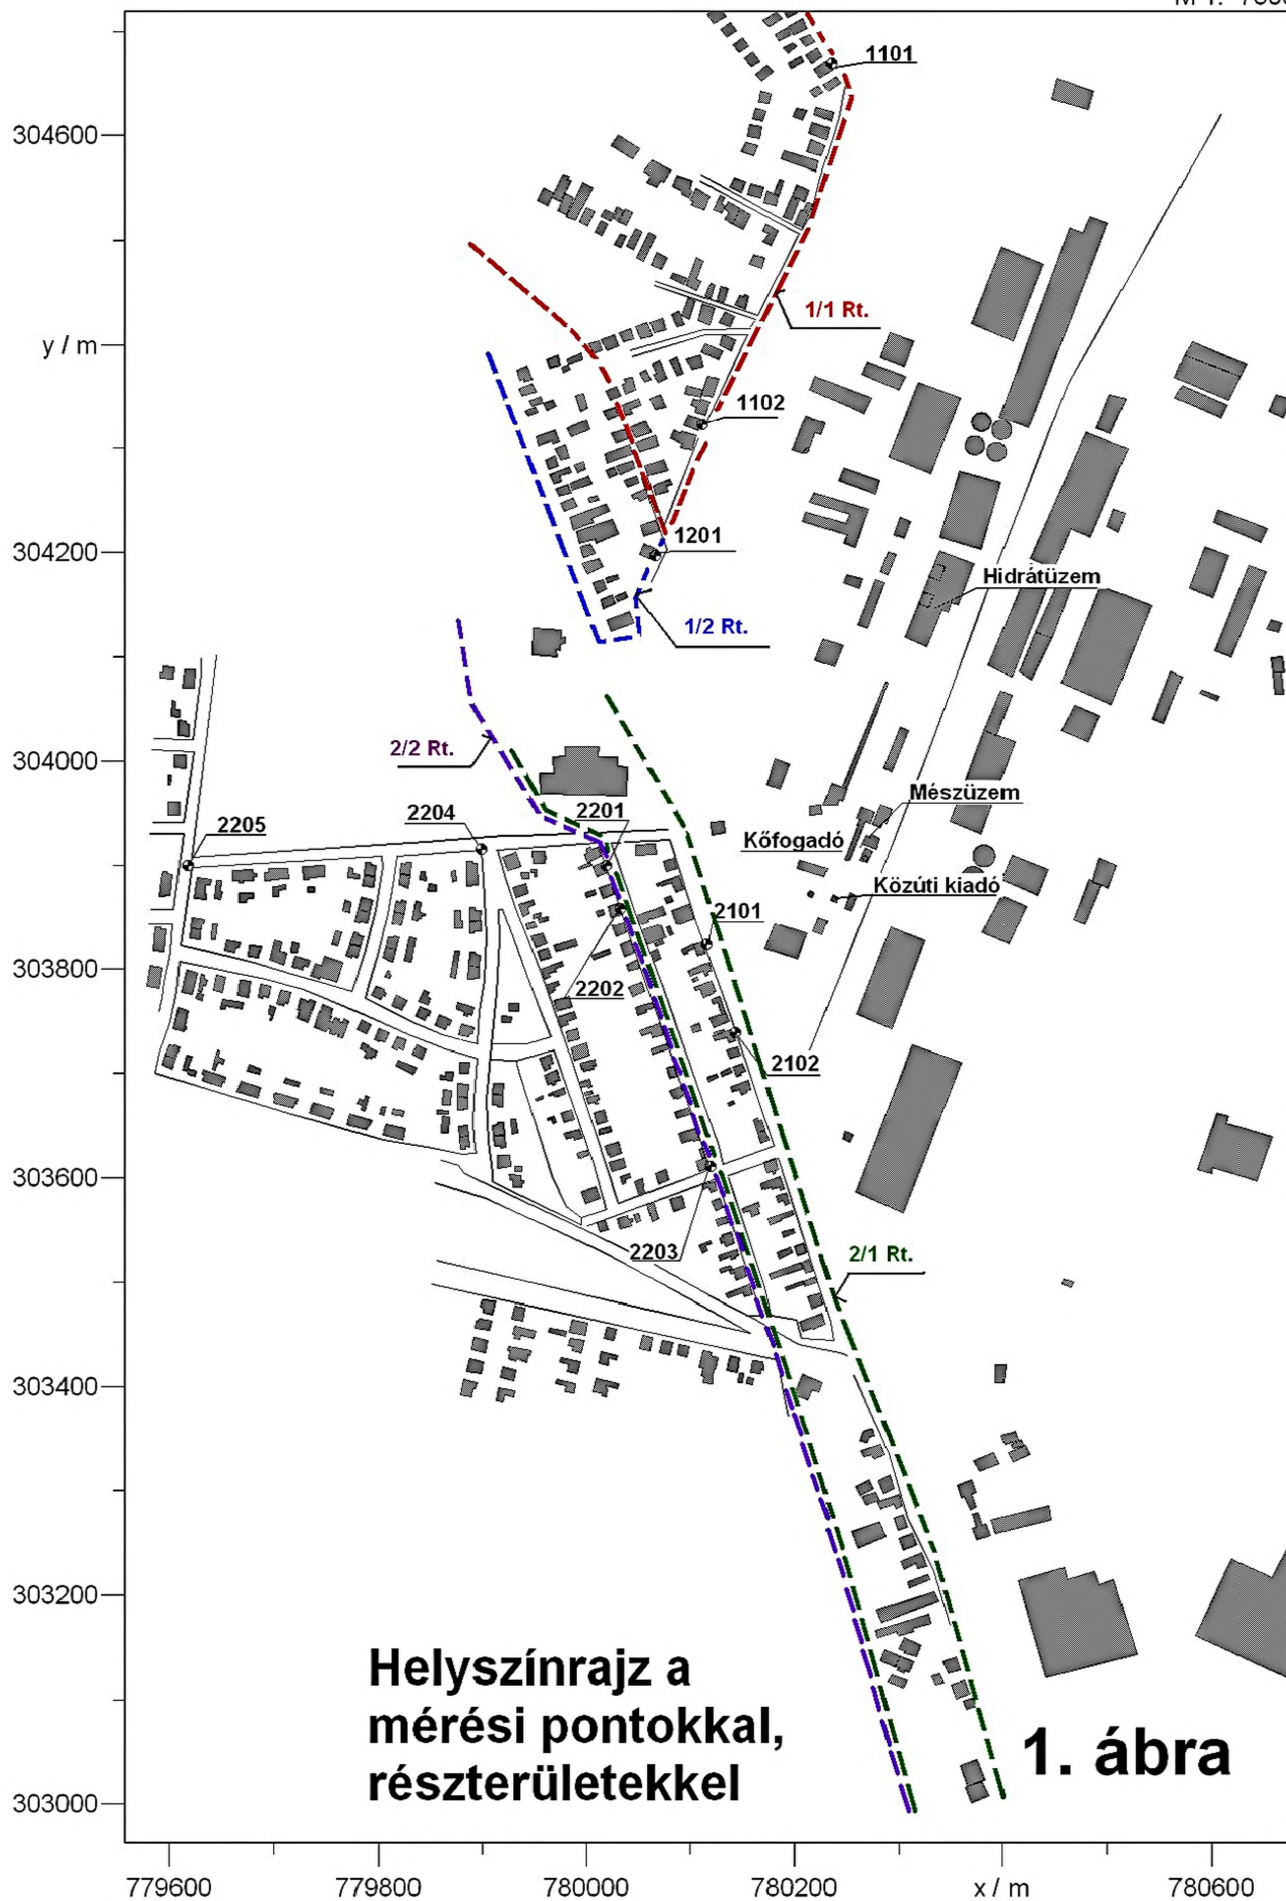 1101
304600
1/1 Rt.
y / m
1102
1201
304200
Hidrátüzem
1/2 Rt.
2/2 Rt.
304000
Mészüzem
2201
2204
2205
Kőfogadó
Közúti kiadó
2101
303800
2202
2102
303600
2203
2/1 Rt.
303400
303200
Helyszínrajz a
mérési pontokkal,
részterületekkel
1. ábra
303000
779600 779800 780000 780200 x / m 780600